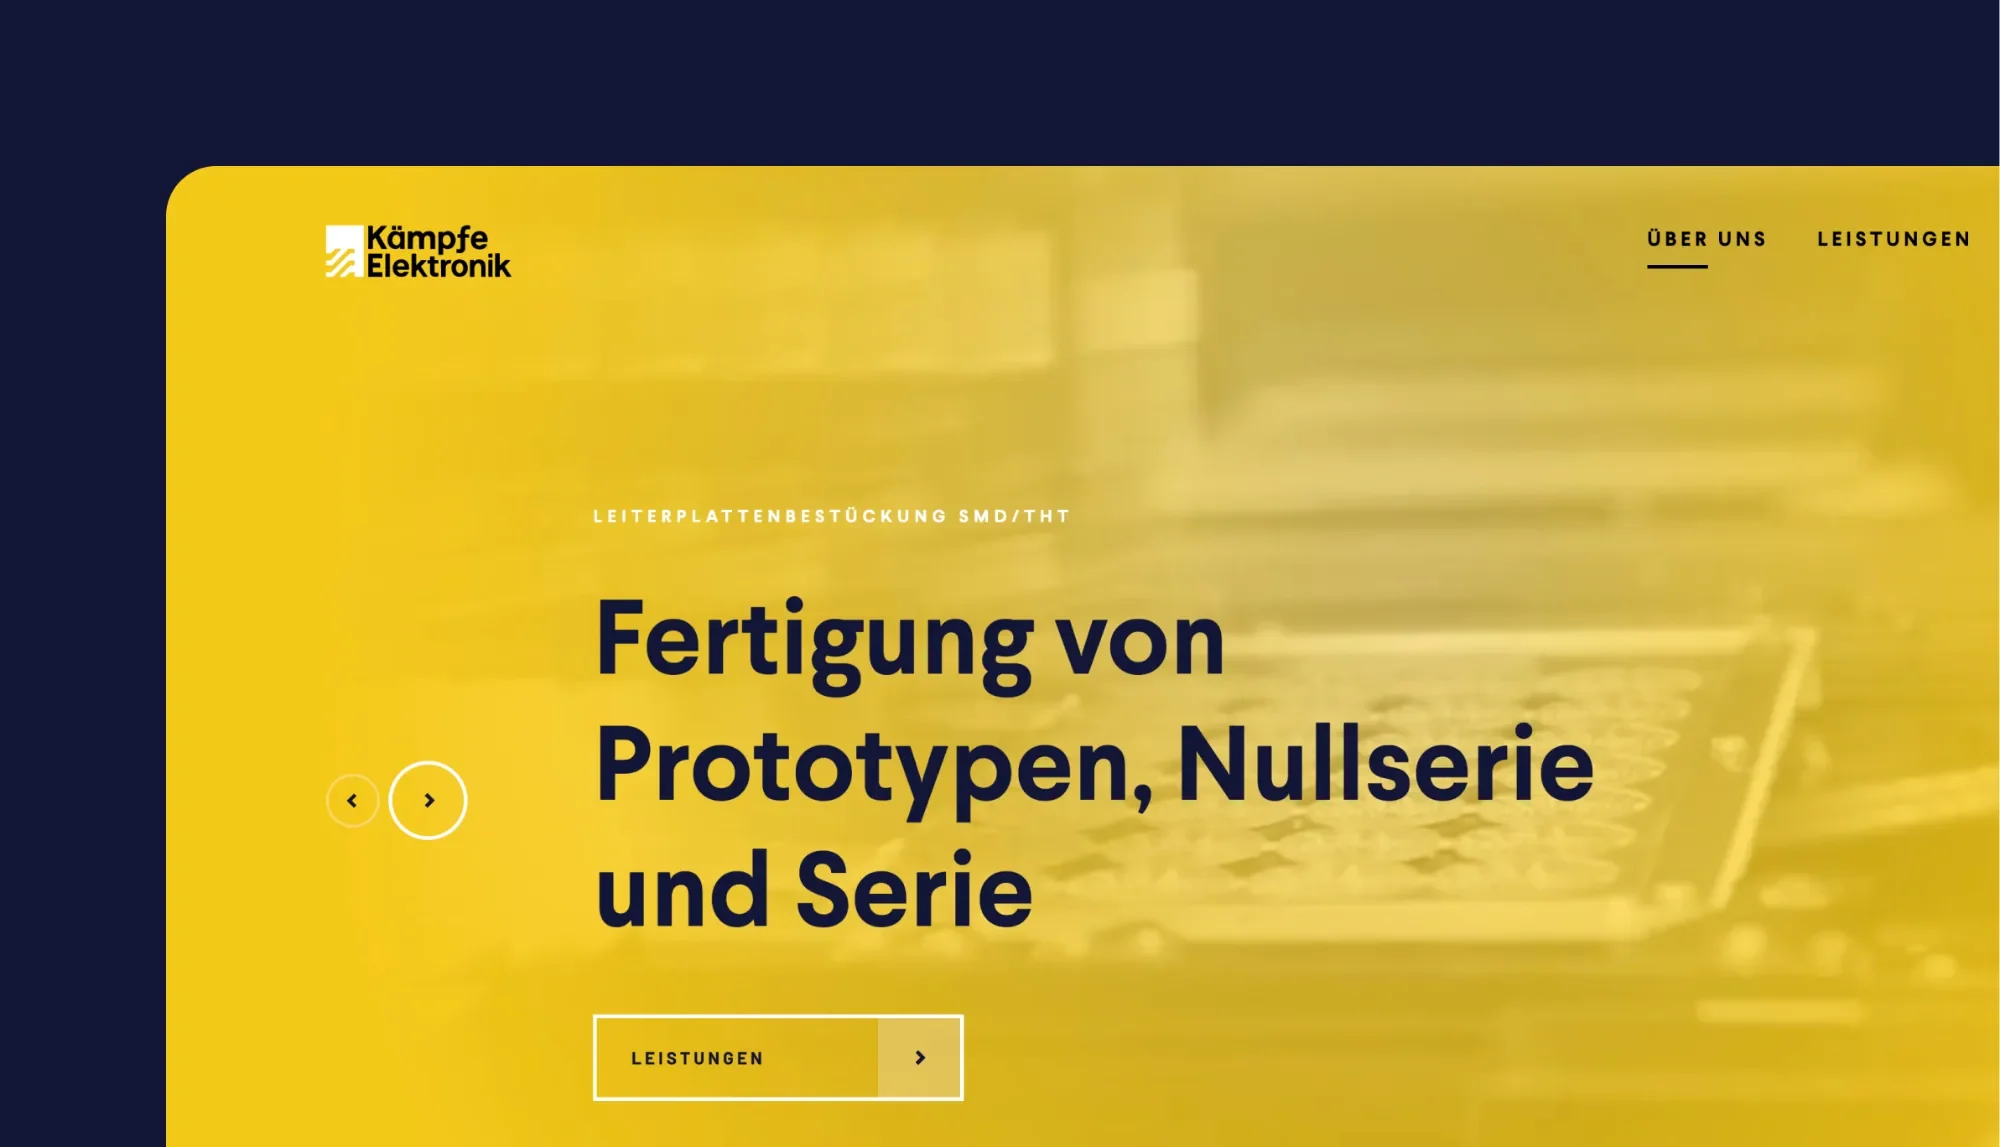 Kämpfe
Elektronik
ÜBER UNS LEISTUNGEN
LEITERPLATTENBESTÜCKUNG SMD/THT
Fertigung von
Prototypen, Nullserie
und Serie
LEISTUNGEN